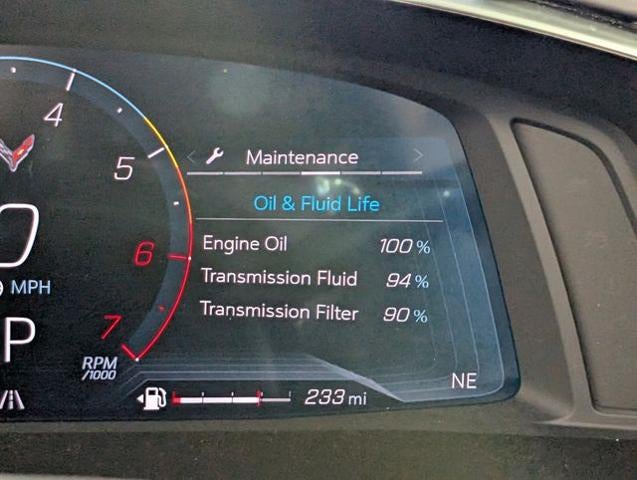 4
Maintenance
5
Oil & Fluid Life
0
Engine Oil 100 %
6
Transmission Fluid 94 %
MPH
Transmission Filter 90 %
7
P
RPM
/1000
NE
233 mi